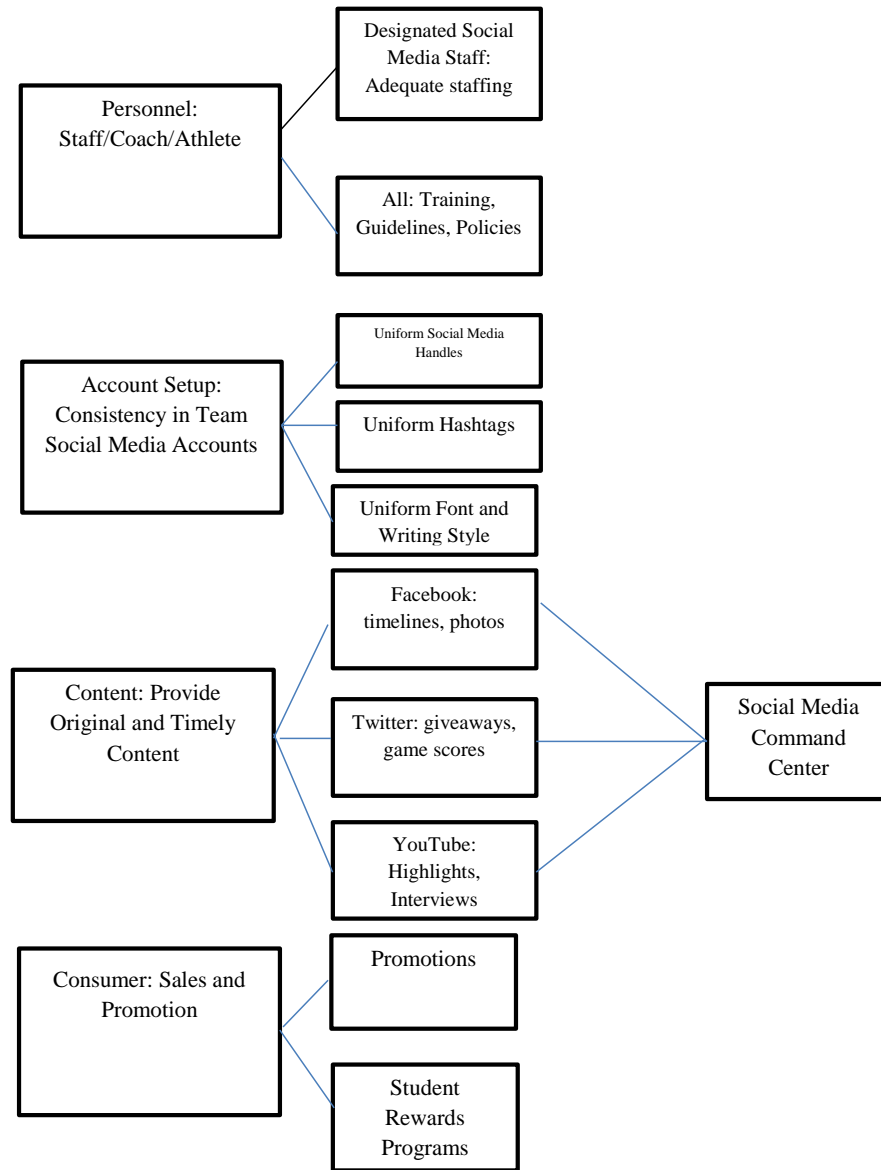 Designated Social
Media Staff:
Adequate staffing
Personnel:
Staff/Coach/Athlete
All: Training,
Guidelines, Policies
Uniform Social Media
Handles
Account Setup:
Consistency in Team
Social Media Accounts
Uniform Hashtags
Uniform Font and
Writing Style
Facebook:
timelines, photos
Content: Provide
Original and Timely
Content
Twitter: giveaways,
game scores
Social Media
Command
Center
YouTube:
Highlights,
Interviews
Promotions
Consumer: Sales and
Promotion
Student
Rewards
Programs